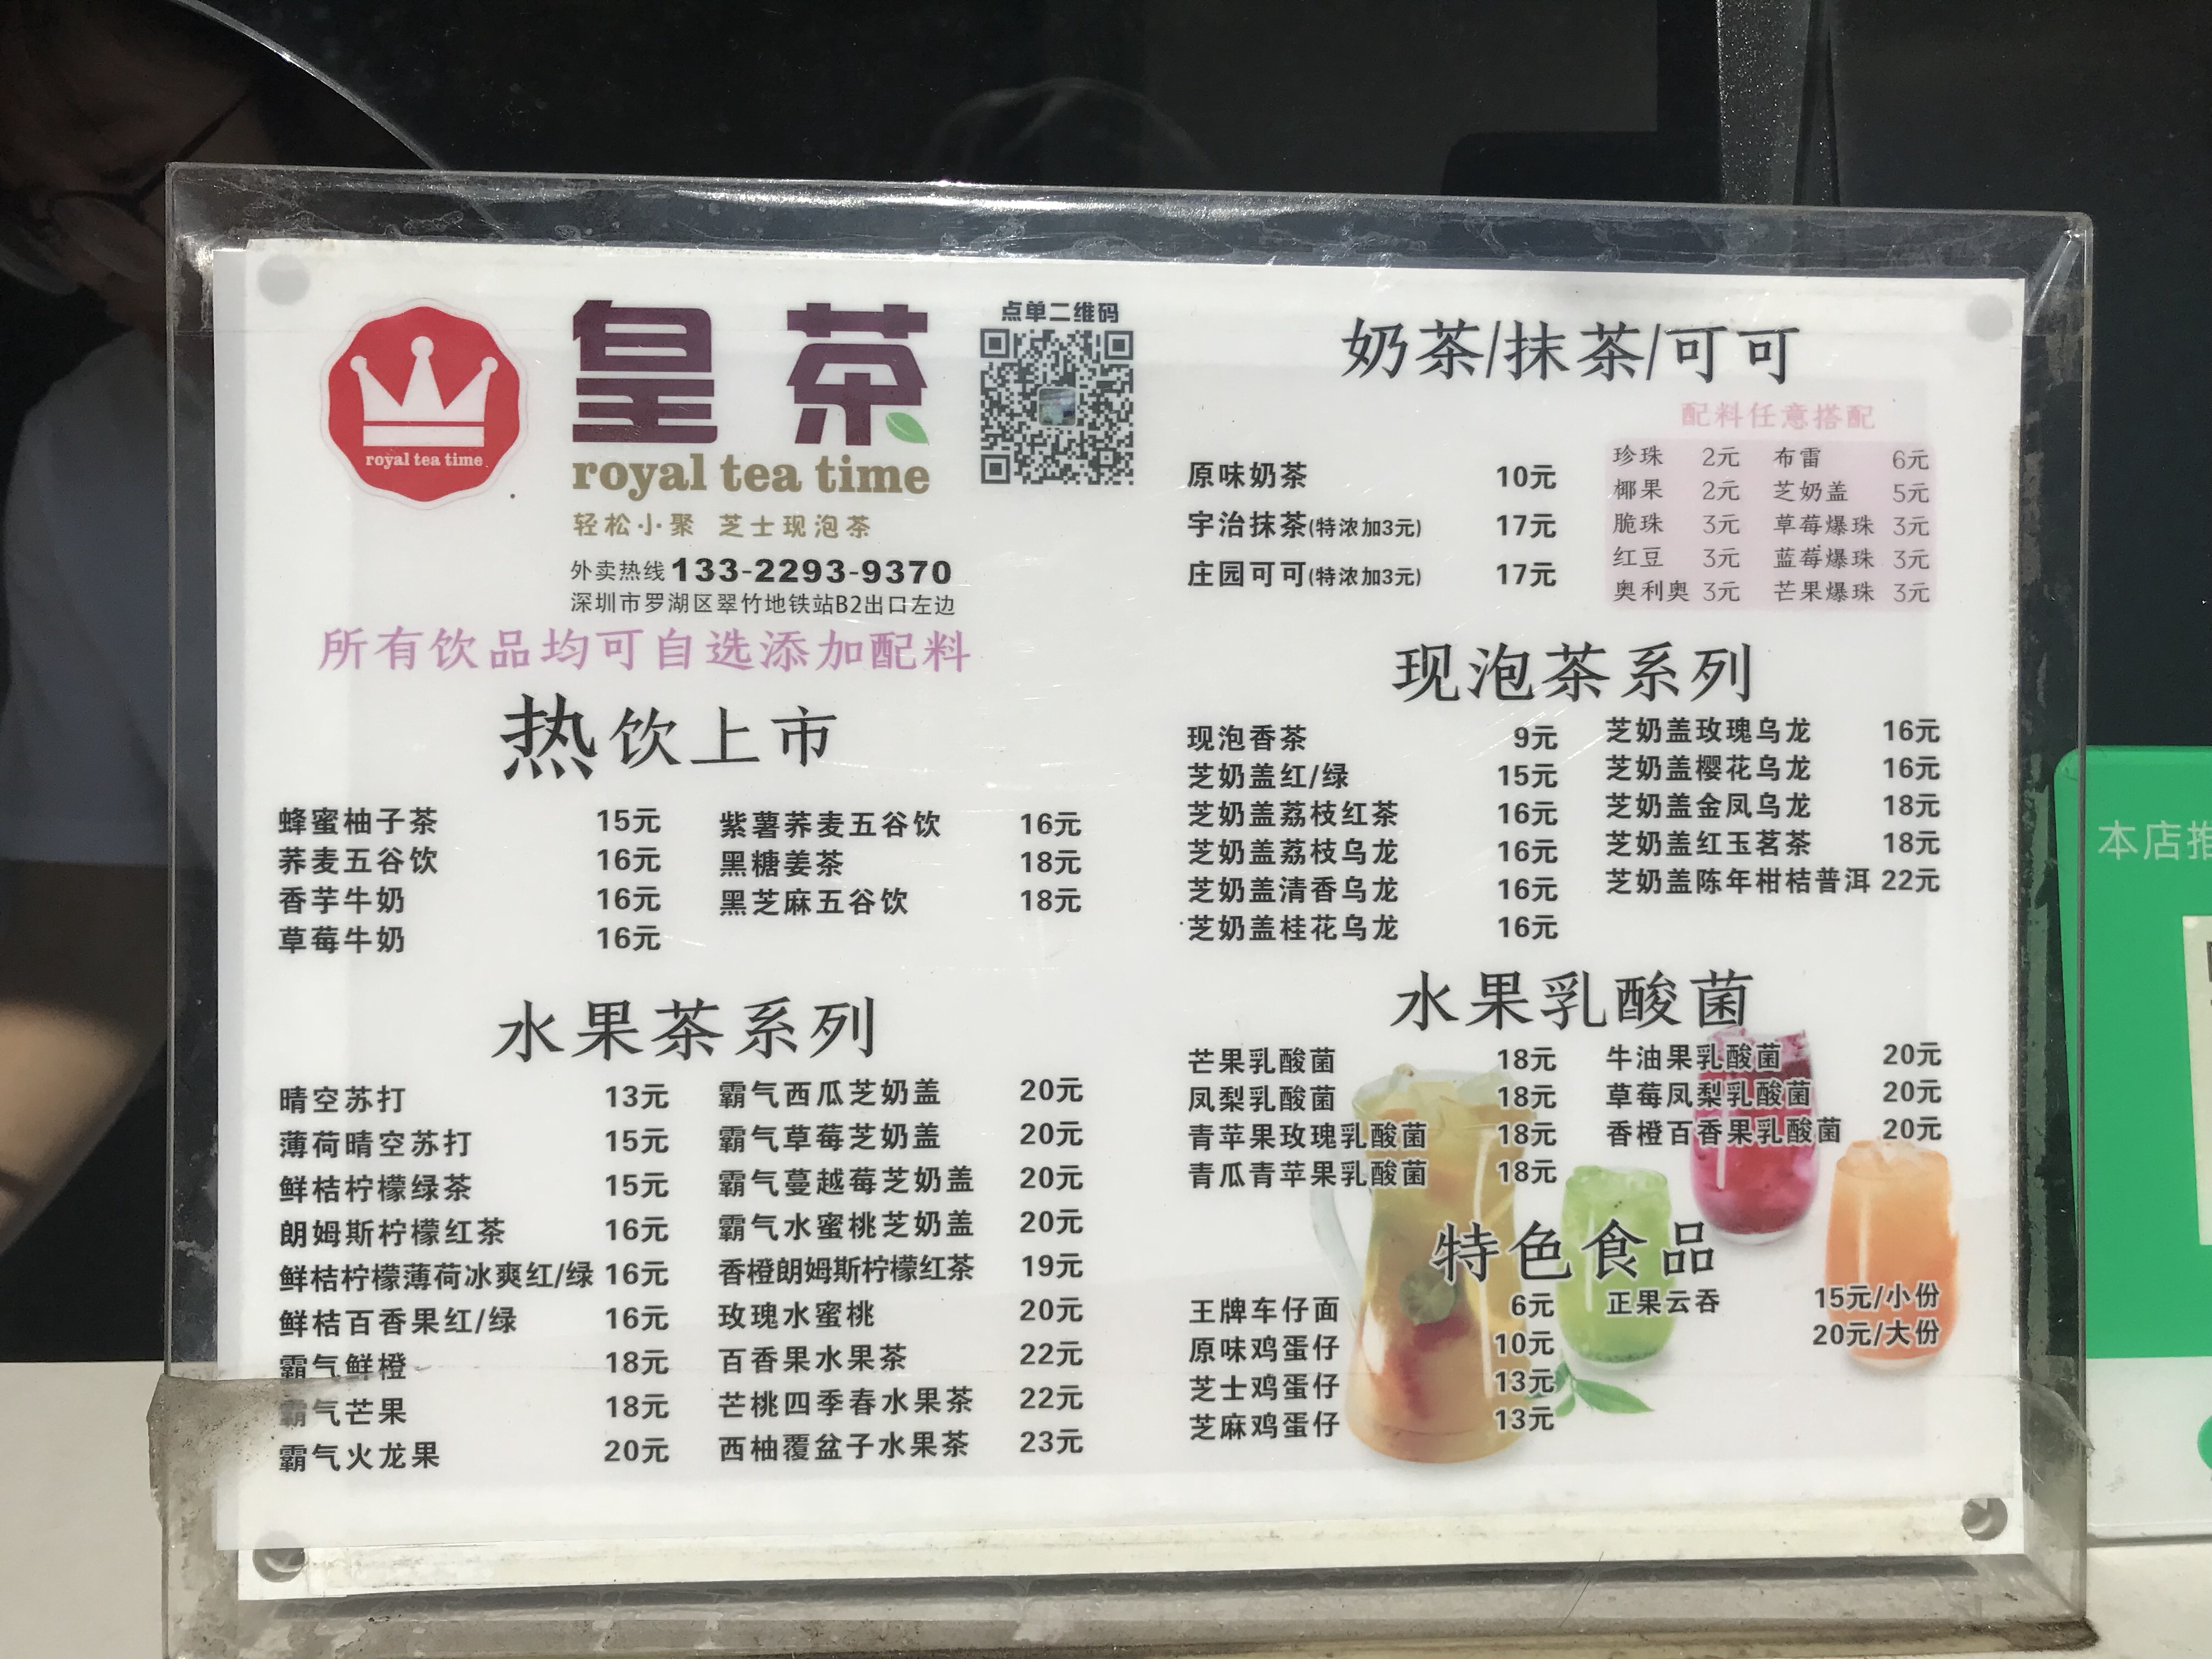 点单二维码
皇茶
royal tea time
royal tea time
轻松小聚 芝士现泡茶
外卖热线133-2293-9370
深圳市罗湖区翠竹地铁站B2出口左边
所有饮品均可自选添加配料
热饮上市
蜂蜜柚子茶 15元
荞麦五谷饮 16元
香芋牛奶 16元
草莓牛奶 16元
紫薯荞麦五谷饮 16元
黑糖姜茶 18元
黑芝麻五谷饮 18元
水果茶系列
晴空苏打 13元
薄荷晴空苏打 15元
鲜桔柠檬绿茶 15元
朗姆斯柠檬红茶 16元
鲜桔柠檬薄荷冰爽红/绿 16元
鲜桔百香果红/绿 16元
霸气鲜橙 18元
霸气芒果 18元
霸气火龙果 20元
霸气西瓜芝奶盖 20元
霸气草莓芝奶盖 20元
霸气蔓越莓芝奶盖 20元
霸气水蜜桃芝奶盖 20元
香橙朗姆斯柠檬红茶 19元
玫瑰水蜜桃 20元
百香果水果茶 22元
芒桃四季春水果茶 22元
西柚覆盆子水果茶 23元
奶茶/抹茶/可可
原味奶茶 10元
宇治抹茶(特浓加3元) 17元
庄园可可(特浓加3元) 17元
配料任意搭配
珍珠 2元 布雷 6元
椰果 2元 芝奶盖 5元
脆珠 3元 草莓爆珠 3元
红豆 3元 蓝莓爆珠 3元
奥利奥 3元 芒果爆珠 3元
现泡茶系列
现泡香茶 9元
芝奶盖红/绿 15元
芝奶盖荔枝红茶 16元
芝奶盖荔枝乌龙 16元
芝奶盖清香乌龙 16元
芝奶盖桂花乌龙 16元
芝奶盖玫瑰乌龙 16元
芝奶盖樱花乌龙 16元
芝奶盖金凤乌龙 18元
芝奶盖红玉茗茶 18元
芝奶盖陈年柑桔普洱 22元
水果乳酸菌
芒果乳酸菌 18元
凤梨乳酸菌 18元
青苹果玫瑰乳酸菌 18元
青瓜青苹果乳酸菌 18元
牛油果乳酸菌 20元
草莓凤梨乳酸菌 20元
香橙百香果乳酸菌 20元
特色食品
王牌车仔面 6元
原味鸡蛋仔 10元
芝士鸡蛋仔 13元
芝麻鸡蛋仔 13元
正果云吞 15元/小份
20元/大份
本店推